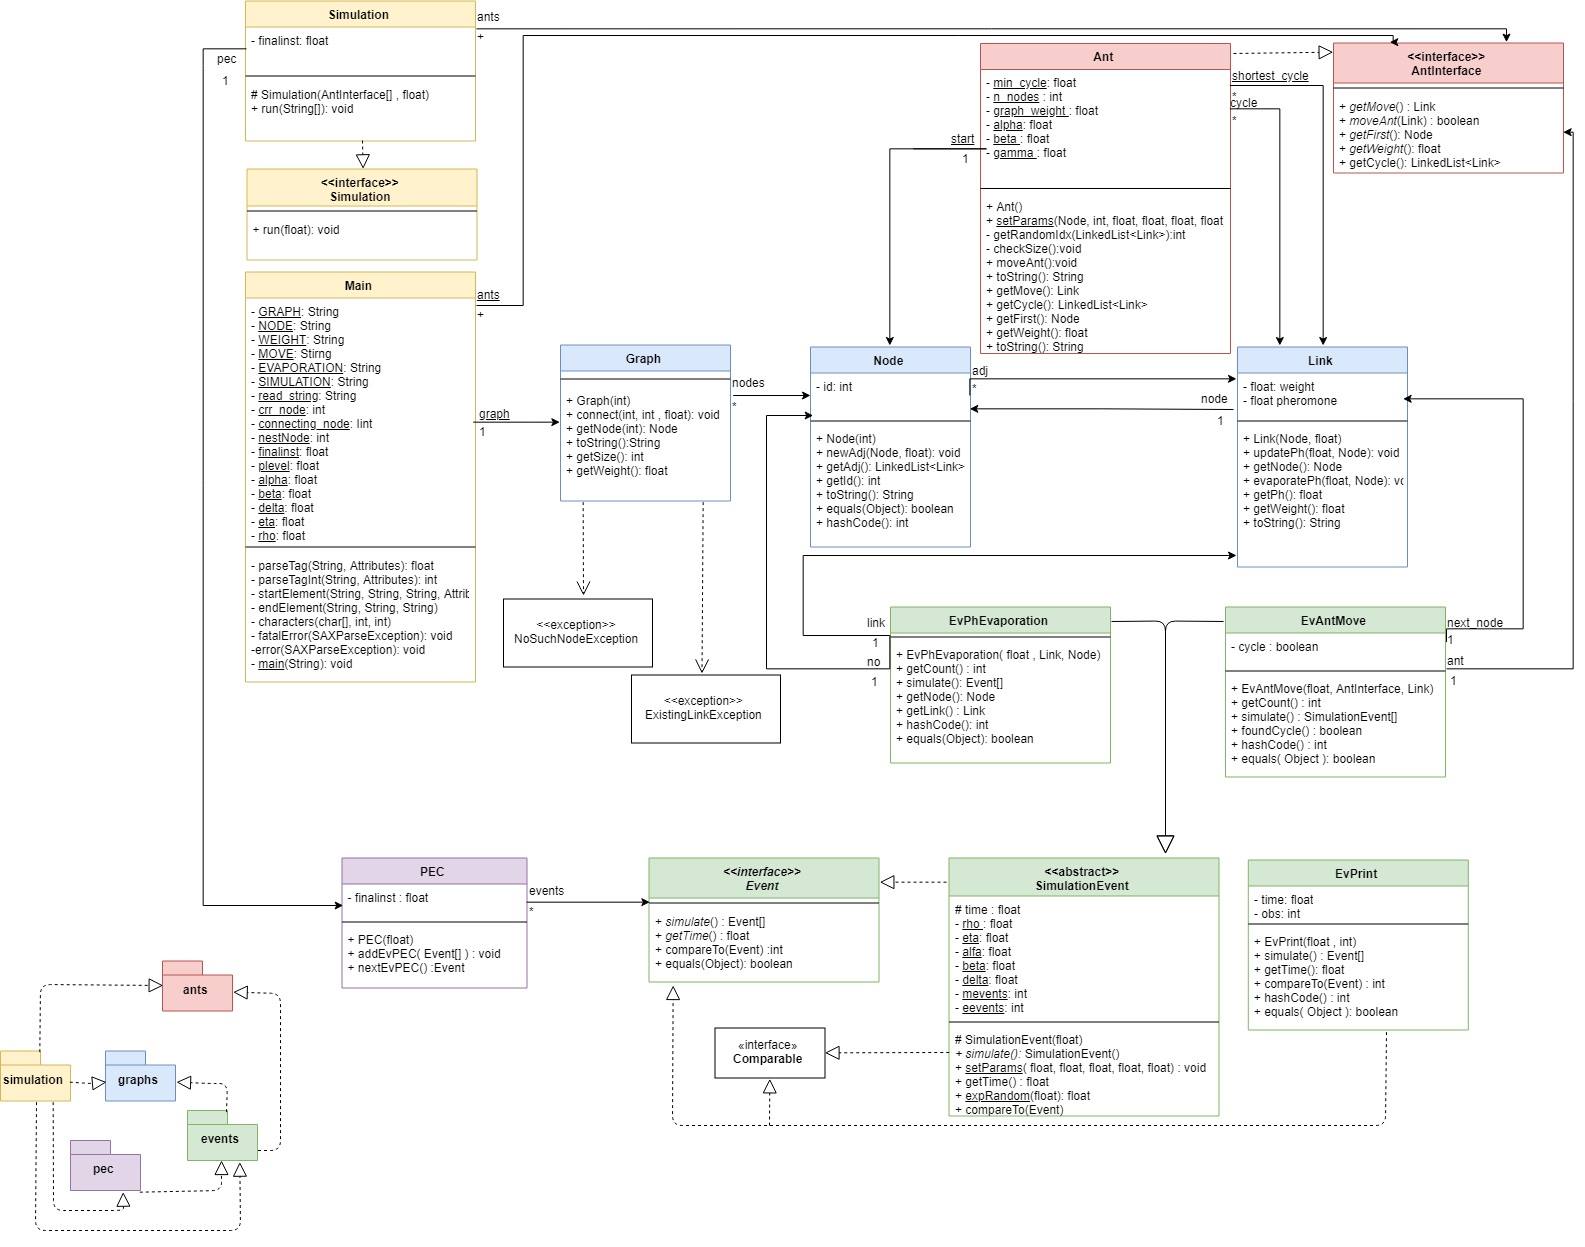 Simulation
- finalinst: float
# Simulation(AntInterface[] , float)
+ run(String[]): void
ants
+
pec
1
<<interface>>
Simulation
+ run(float): void
Main
- GRAPH: String
- NODE: String
- WEIGHT: String
- MOVE: Stirng
- EVAPORATION: String
- SIMULATION: String
- read_string: String
- crr_node: int
- connecting_node: Iint
- nestNode: int
- finalinst: float
- plevel: float
- alpha: float
- beta: float
- delta: float
- eta: float
- rho: float
- parseTag(String, Attributes): float
- parseTagInt(String, Attributes): int
- startElement(String, String, String, Attrib
- endElement(String, String, String)
- characters(char[], int, int)
- fatalError(SAXParseException): void
-error(SAXParseException): void
- main(String): void
ants
+
graph
1
Graph
+ Graph(int)
+ connect(int, int , float): void
+ getNode(int): Node
+ toString():String
+ getSize(): int
+ getWeight(): float
nodes
*
<<exception>>
NoSuchNodeException
<<exception>>
ExistingLinkException
Ant
- min_cycle: float
- n_nodes : int
- graph_weight : float
- alpha: float
- beta : float
- gamma : float
+ Ant()
+ setParams(Node, int, float, float, float, float
- getRandomIdx(LinkedList<Link>):int
- checkSize():void
+ moveAnt():void
+ toString(): String
+ getMove(): Link
+ getCycle(): LinkedList<Link>
+ getFirst(): Node
+ getWeight(): float
+ toString(): String
start
1
shortest_cycle
*
cycle
*
<<interface>>
AntInterface
+ getMove() : Link
+ moveAnt(Link) : boolean
+ getFirst(): Node
+ getWeight(): float
+ getCycle(): LinkedList<Link>
Node
- id: int
+ Node(int)
+ newAdj(Node, float): void
+ getAdj(): LinkedList<Link>
+ getId(): int
+ toString(): String
+ equals(Object): boolean
+ hashCode(): int
adj
*
node
1
Link
- float: weight
- float pheromone
+ Link(Node, float)
+ updatePh(float, Node): void
+ getNode(): Node
+ evaporatePh(float, Node): vc
+ getPh(): float
+ getWeight(): float
+ toString(): String
link
1
no
1
EvPhEvaporation
+ EvPhEvaporation( float , Link, Node)
+ getCount() : int
+ simulate(): Event[]
+ getNode(): Node
+ getLink() : Link
+ hashCode(): int
+ equals(Object): boolean
EvAntMove
- cycle : boolean
+ EvAntMove(float, AntInterface, Link)
+ getCount() : int
+ simulate() : SimulationEvent[]
+ foundCycle() : boolean
+ hashCode() : int
+ equals( Object ): boolean
next_node
1
ant
1
PEC
- finalinst : float
+ PEC(float)
+ addEvPEC( Event[] ) : void
+ nextEvPEC() :Event
events
*
<<interface>>
Event
+ simulate() : Event[]
+ getTime() : float
+ compareTo(Event) :int
+ equals(Object): boolean
<<abstract>>
SimulationEvent
# time : float
- rho : float
- eta: float
- alfa: float
- beta: float
- delta: float
- mevents: int
- eevents: int
# SimulationEvent(float)
+ simulate(): SimulationEvent()
+ setParams( float, float, float, float, float) : void
+ getTime() : float
+ expRandom(float): float
+ compareTo(Event)
EvPrint
- time: float
- obs: int
+ EvPrint(float , int)
+ simulate() : Event[]
+ getTime(): float
+ compareTo(Event) : int
+ hashCode() : int
+ equals( Object ): boolean
«interface»
Comparable
ants
simulation
graphs
events
pec